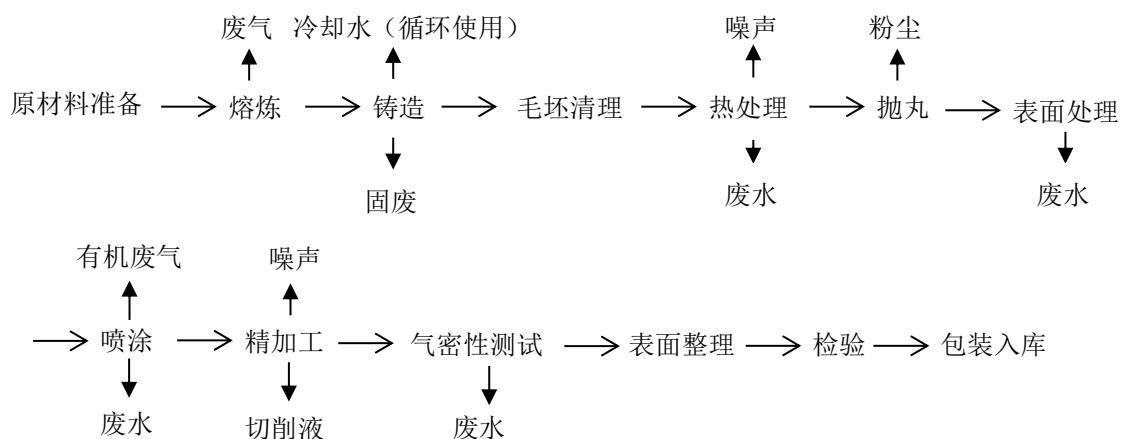 废气 冷却水（循环使用） 噪声 粉尘
原材料准备 熔炼 铸造 毛坯清理 热处理 抛丸 表面处理
固废 废水 废水
有机废气 噪声
喷涂 精加工 气密性测试 表面整理 检验 包装入库
废水 切削液 废水